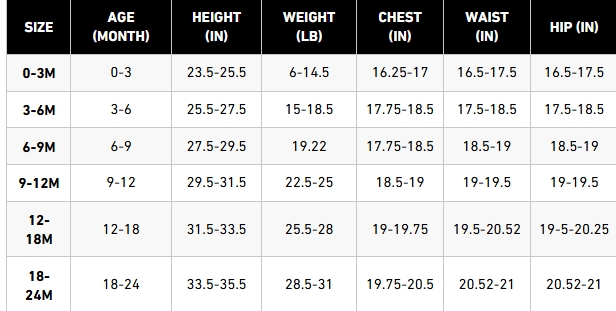 SIZE AGE (MONTH) HEIGHT (IN) WEIGHT (LB) CHEST (IN) WAIST (IN) HIP (IN)
0-3M 0-3 23.5-25.5 6-14.5 16.25-17 16.5-17.5 16.5-17.5
3-6M 3-6 25.5-27.5 15-18.5 17.75-18.5 17.5-18.5 17.5-18.5
6-9M 6-9 27.5-29.5 19.22 17.75-18.5 18.5-19 18.5-19
9-12M 9-12 29.5-31.5 22.5-25 18.5-19 19-19.5 19-19.5
12-18M 12-18 31.5-33.5 25.5-28 19-19.75 19.5-20.52 19-5-20.25
18-24M 18-24 33.5-35.5 28.5-31 19.75-20.5 20.52-21 20.52-21